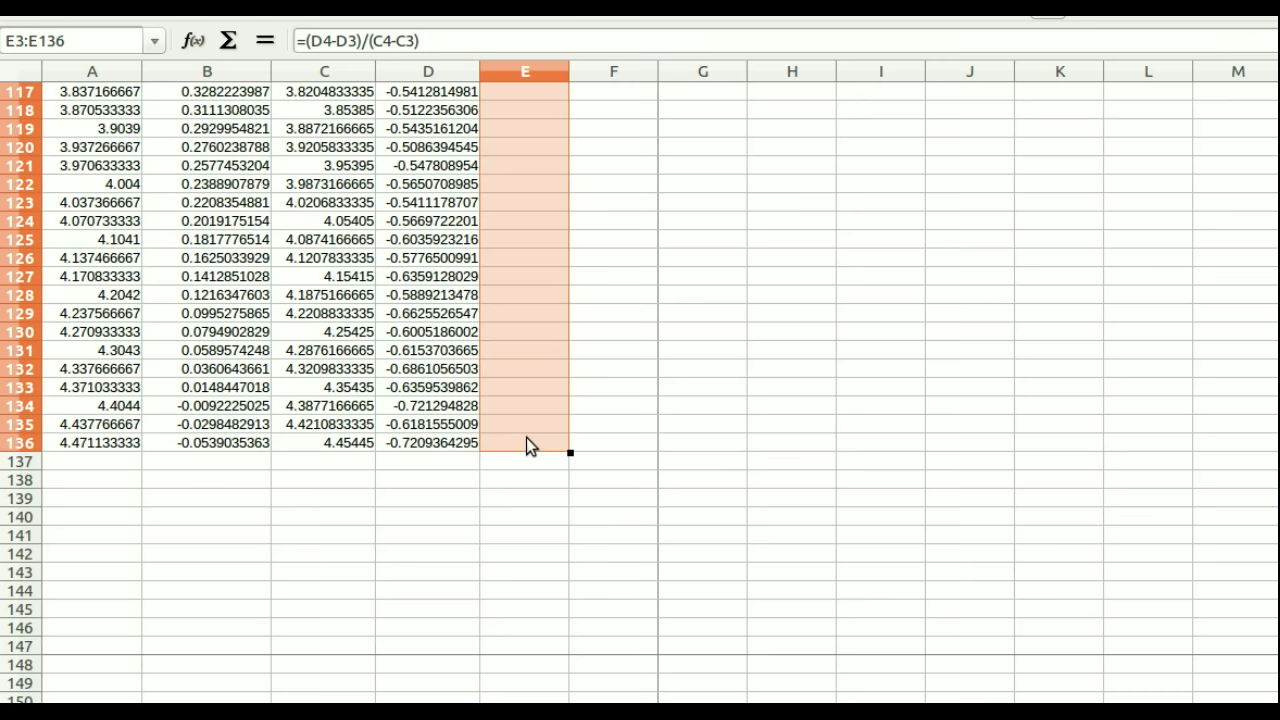 E3:E136 f(x) Σ = =(D4-D3)/(C4-C3)
A B C D E F G H I J K L M
117 3.837166667 0.3282223987 3.8204833335 -0.5412814981
118 3.870533333 0.3111308035 3.85385 -0.5122356306
119 3.9039 0.2929954821 3.8872166665 -0.5435161204
120 3.937266667 0.2760238788 3.9205833335 -0.5086394545
121 3.970633333 0.2577453204 3.95395 -0.547808954
122 4.004 0.2388907879 3.9873166665 -0.5650708985
123 4.037366667 0.2208354881 4.0206833335 -0.5411178707
124 4.070733333 0.2019175154 4.05405 -0.5669722201
125 4.1041 0.1817776514 4.0874166665 -0.6035923216
126 4.137466667 0.1625033929 4.1207833335 -0.5776500991
127 4.170833333 0.1412851028 4.15415 -0.6359128029
128 4.2042 0.1216347603 4.1875166665 -0.5889213478
129 4.237566667 0.0995275865 4.2208833335 -0.6625526547
130 4.270933333 0.0794902829 4.25425 -0.6005186002
131 4.3043 0.0589574248 4.2876166665 -0.6153703665
132 4.337666667 0.0360643661 4.3209833335 -0.6861056503
133 4.371033333 0.0148447018 4.35435 -0.6359539862
134 4.4044 -0.0092225025 4.3877166665 -0.721294828
135 4.437766667 -0.0298482913 4.4210833335 -0.6181555009
136 4.471133333 -0.0539035363 4.45445 -0.7209364295
137
138
139
140
141
142
143
144
145
146
147
148
149
150